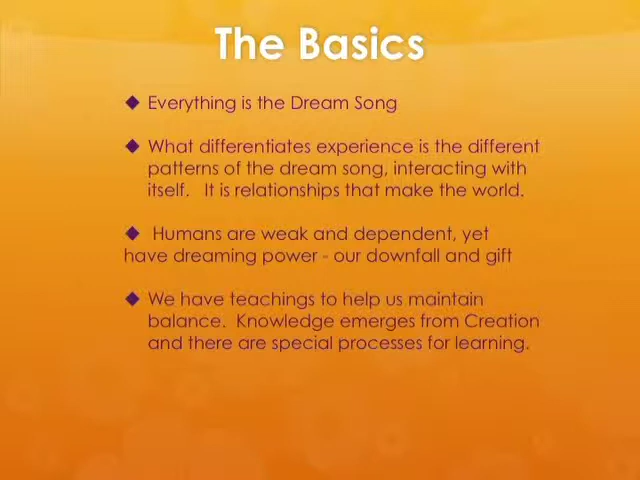 The Basics
Everything is the Dream Song
What differentiates experience is the different
patterns of the dream song, interacting with
itself.   It is relationships that make the world.
Humans are weak and dependent, yet
have dreaming power - our downfall and gift
We have teachings to help us maintain
balance.  Knowledge emerges from Creation
and there are special processes for learning.